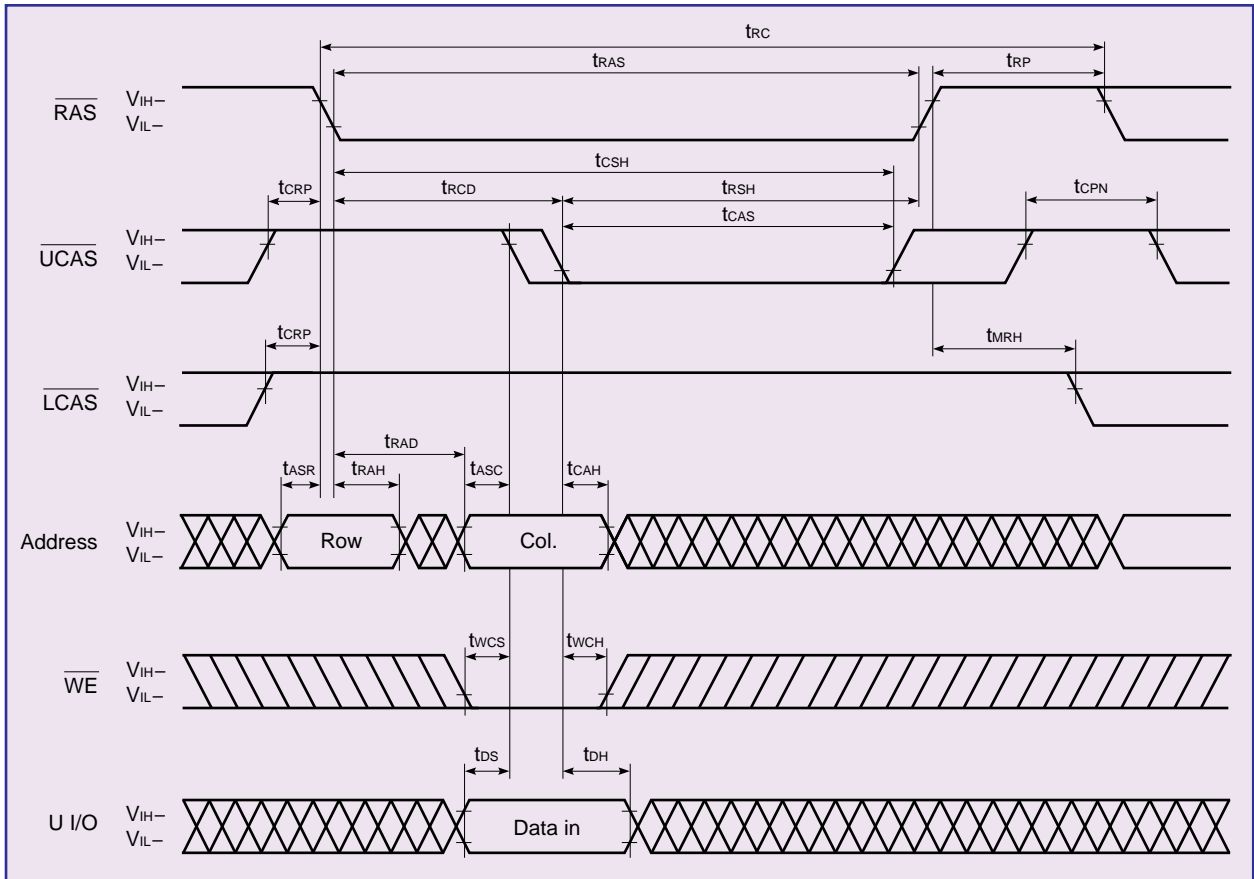 tRC
tRAS
tRP
RAS
VIH–
VIL–
tCSH
tCRP
tRCD
tRSH
tCPN
tCAS
UCAS
VIH–
VIL–
tCRP
tMRH
LCAS
VIH–
VIL–
tRAD
tASR
tRAH
tASC
tCAH
Address
VIH–
VIL–
Row
Col.
tWCS
tWCH
WE
VIH–
VIL–
tDS
tDH
U I/O
VIH–
VIL–
Data in